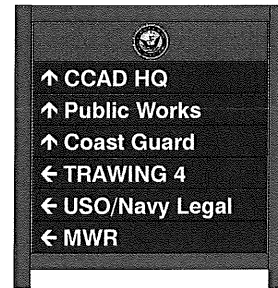 ↑ CCAD HQ
↑ Public Works
↑ Coast Guard
← TRAWING 4
← USO/Navy Legal
← MWR